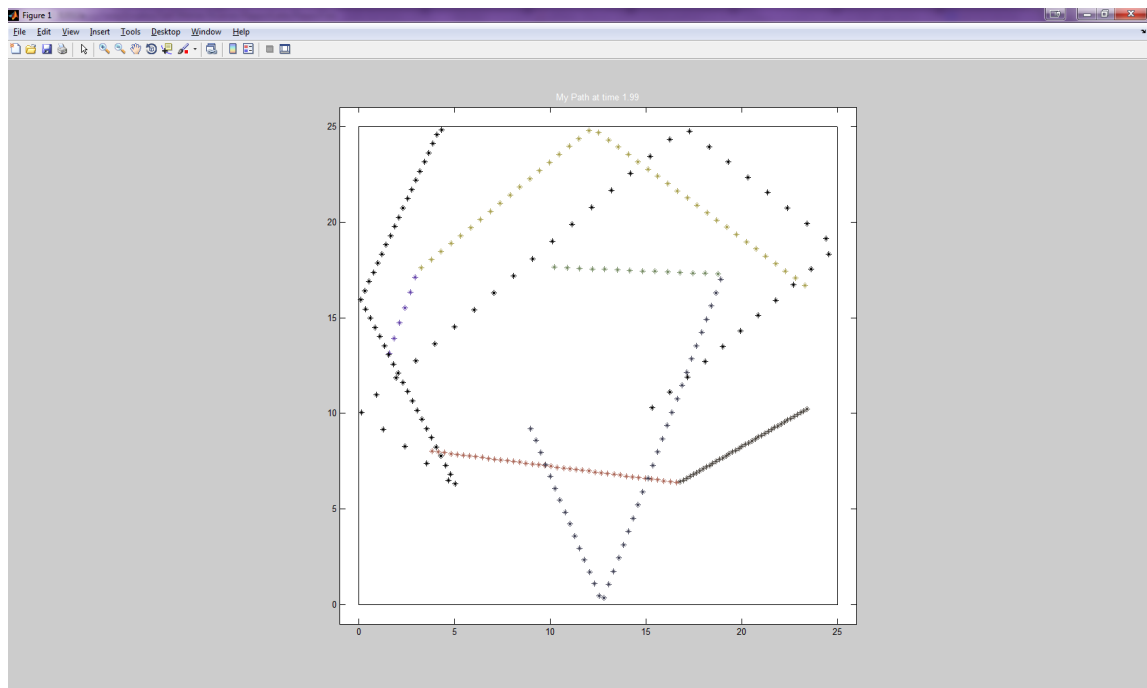 Figure 1
File Edit View Insert Tools Desktop Window Help
My Path at time 1.99
25
20
15
10
5
0
0 5 10 15 20 25